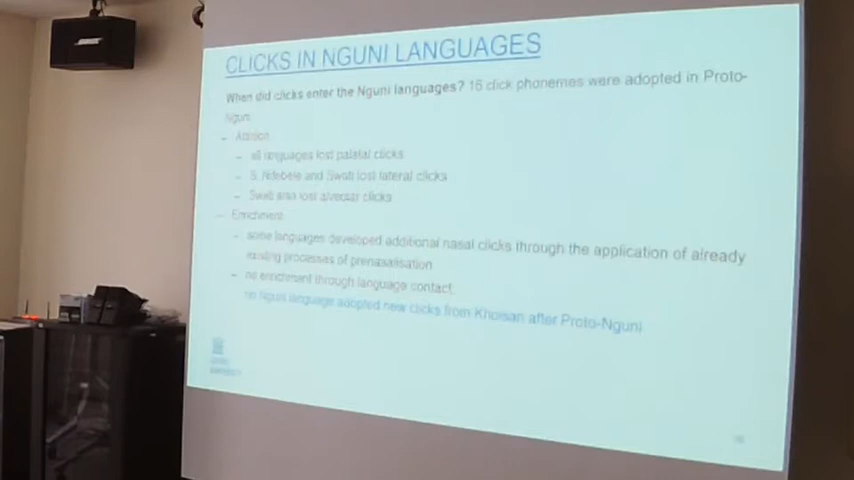 CLICKS IN NGUNI LANGUAGES
When did clicks enter the Nguni languages? 16 click phonemes were adopted in Proto-
Nguni
– Attrition
– all languages lost palatal clicks
– S. Ndebele and Swati lost lateral clicks
– Swati also lost alveolar clicks
– Enrichment
– some languages developed additional nasal clicks through the application of already
existing processes of prenasalisation
– no enrichment through language contact
no Nguni language adopted new clicks from Khoisan after Proto-Nguni